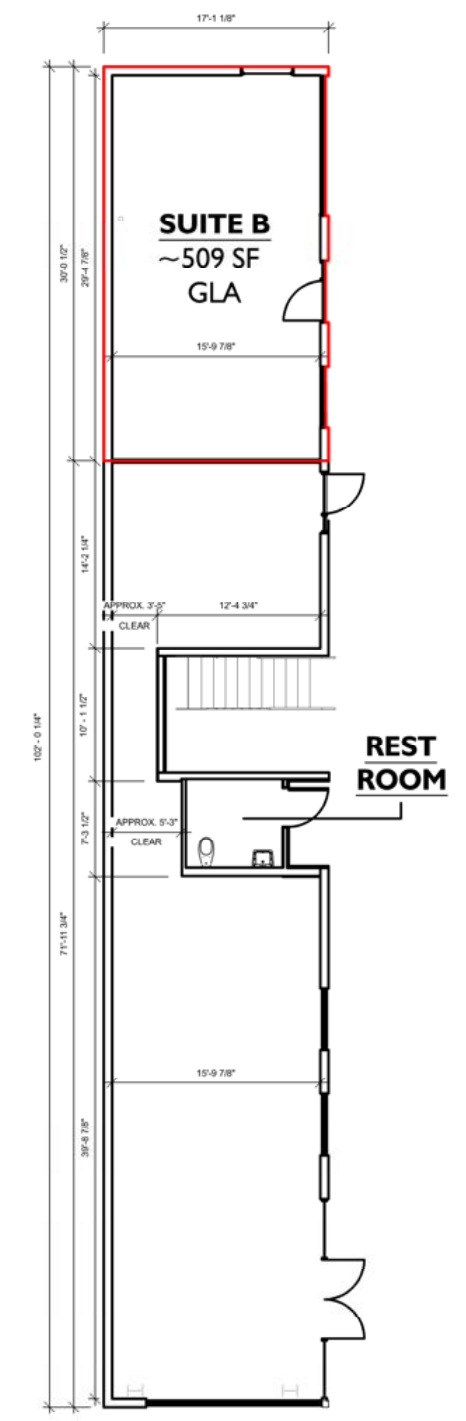 17'-1 1/8"
SUITE B
~509 SF
GLA
30'-0 1/2"
29'-4 7/8"
15'-9 7/8"
14'-2 1/4"
APPROX. 3'-5"
CLEAR
12'-4 3/4"
10' - 1 1/2"
102' - 0 1/4"
REST
ROOM
7'-3 1/2"
APPROX. 5'-3"
CLEAR
71'-11 3/4"
15'-9 7/8"
39'-8 7/8"